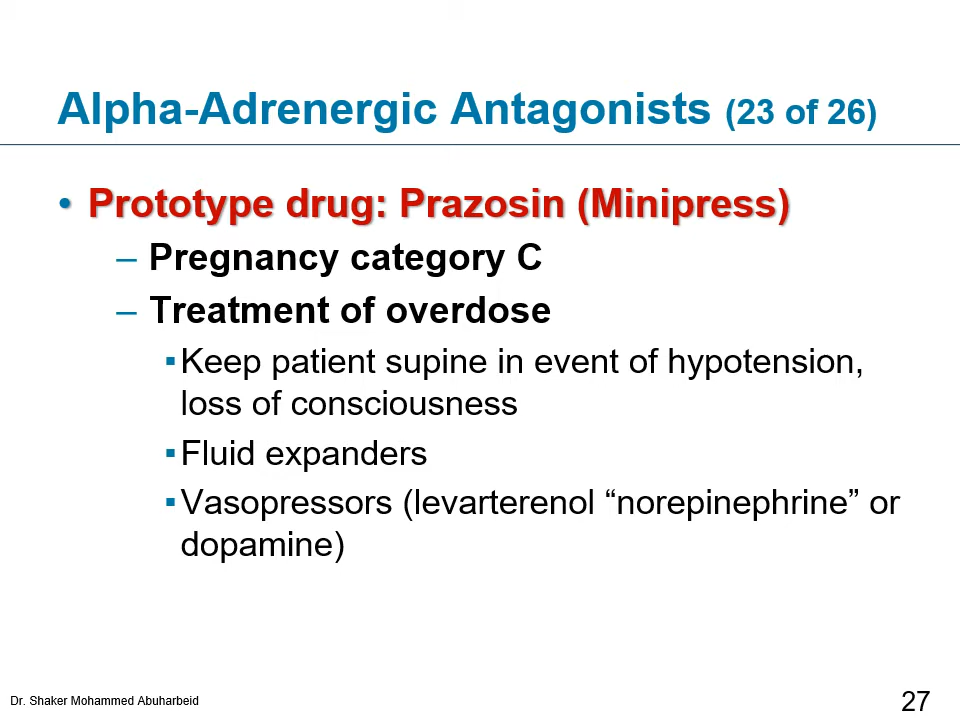 Alpha-Adrenergic Antagonists (23 of 26)
• Prototype drug: Prazosin (Minipress)
– Pregnancy category C
– Treatment of overdose
▪Keep patient supine in event of hypotension,
loss of consciousness
▪Fluid expanders
▪Vasopressors (levarterenol “norepinephrine” or
dopamine)
Dr. Shaker Mohammed Abuharbeid
27